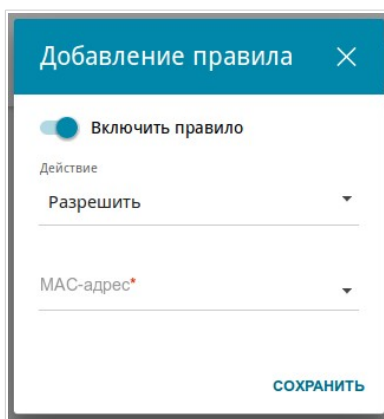 Добавление правила
Включить правило
Действие
Разрешить
MAC-адрес*
СОХРАНИТЬ